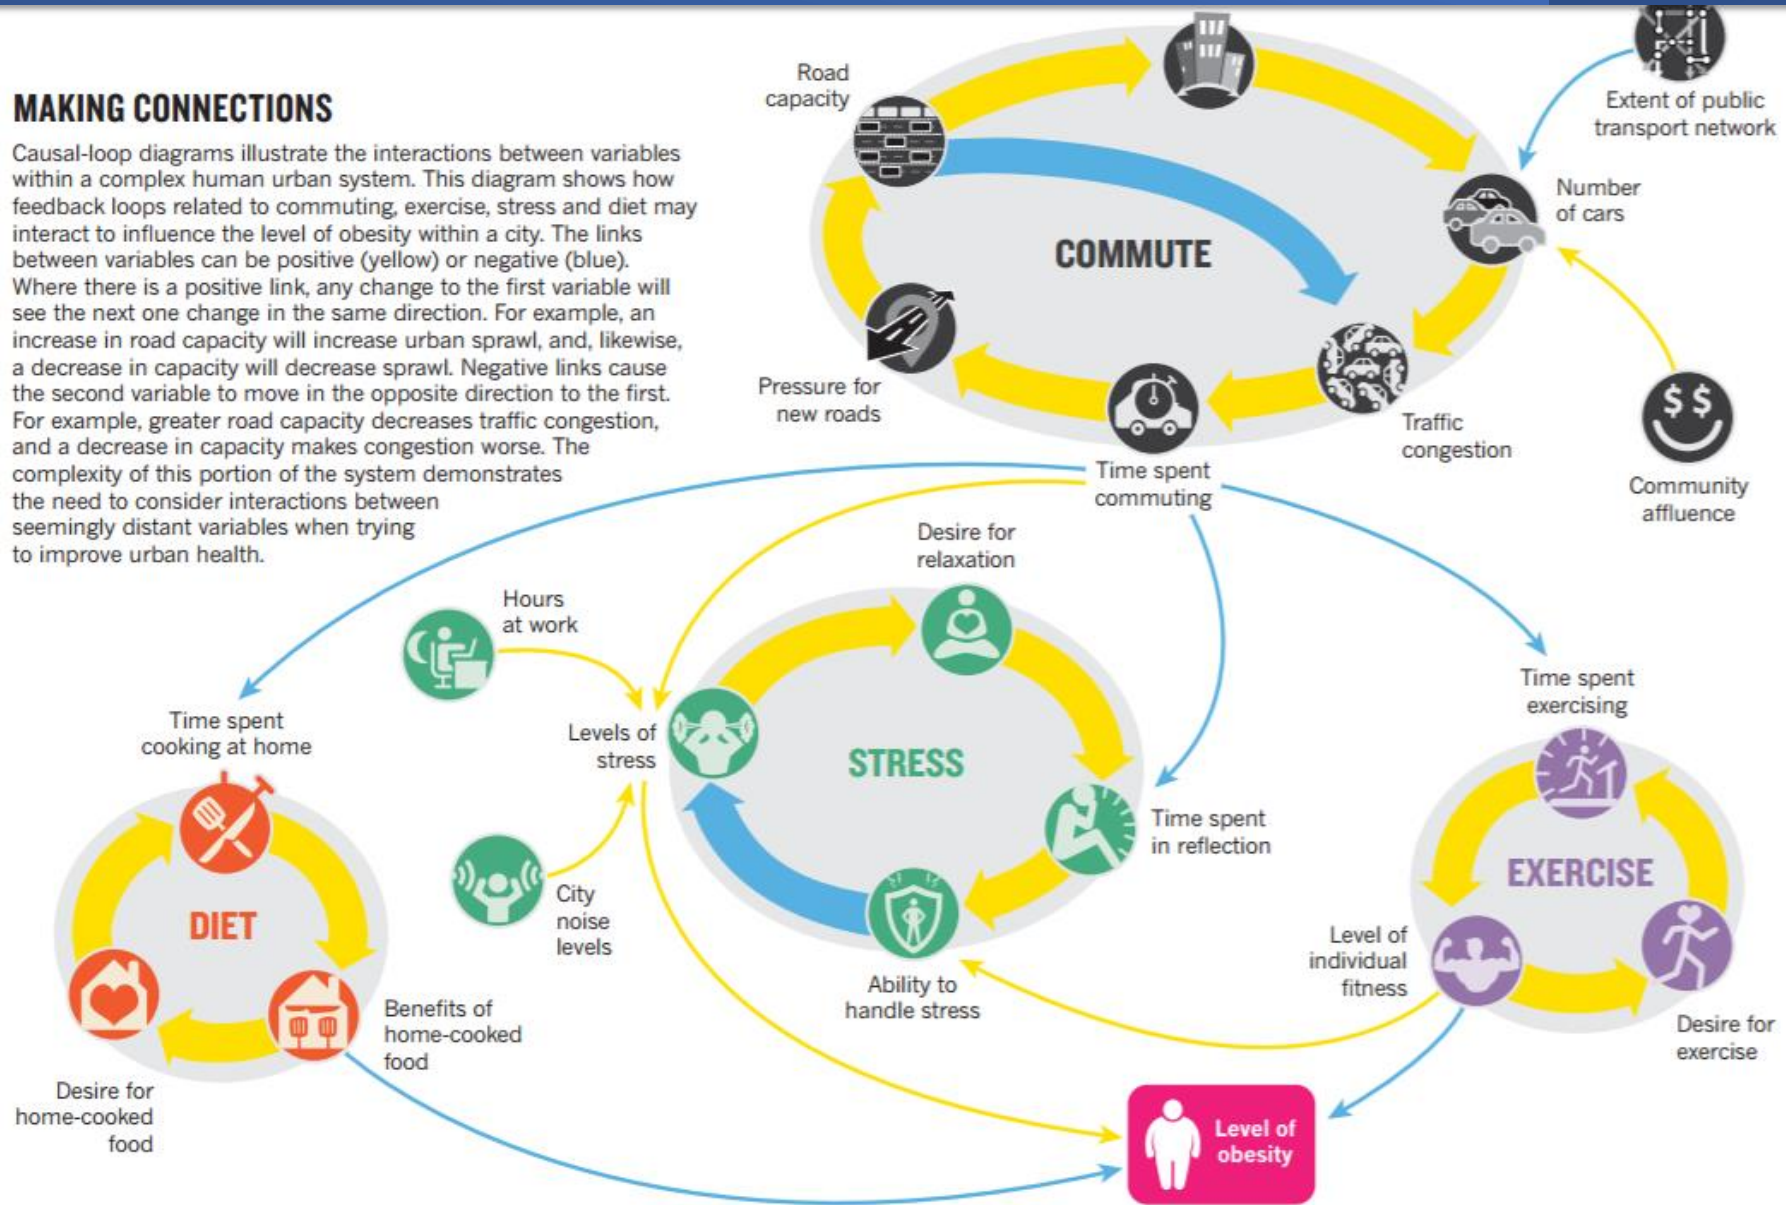 MAKING CONNECTIONS
Causal-loop diagrams illustrate the interactions between variables
within a complex human urban system. This diagram shows how
feedback loops related to commuting, exercise, stress and diet may
interact to influence the level of obesity within a city. The links
between variables can be positive (yellow) or negative (blue).
Where there is a positive link, any change to the first variable will
see the next one change in the same direction. For example, an
increase in road capacity will increase urban sprawl, and, likewise,
a decrease in capacity will decrease sprawl. Negative links cause
the second variable to move in the opposite direction to the first.
For example, greater road capacity decreases traffic congestion,
and a decrease in capacity makes congestion worse. The
complexity of this portion of the system demonstrates
the need to consider interactions between
seemingly distant variables when trying
to improve urban health.
Road
capacity
Extent of public
transport network
Number
of cars
COMMUTE
Pressure for
new roads
Traffic
congestion
$ $
Time spent
commuting
Community
affluence
Desire for
relaxation
Hours
at work
Time spent
exercising
Time spent
cooking at home
Levels of
stress
STRESS
Time spent
in reflection
EXERCISE
City
noise
levels
DIET
Level of
individual
fitness
Ability to
handle stress
Benefits of
home-cooked
food
Desire for
exercise
Desire for
home-cooked
food
Level of
obesity